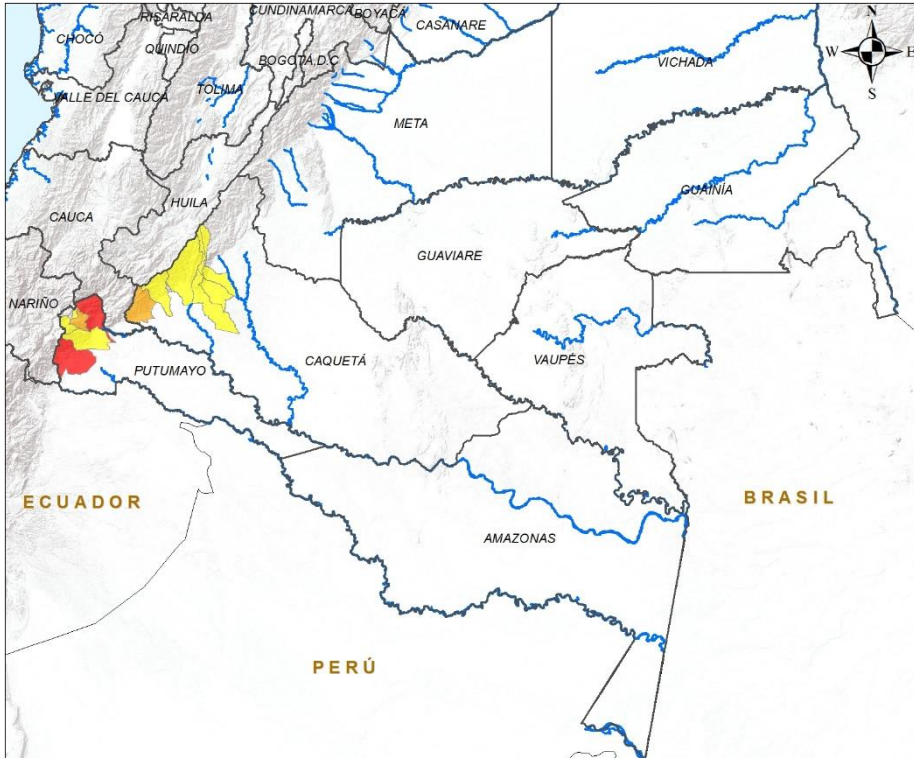 RISARALDA
CUNDINAMARCA
BOYACÁ
CASANARE
CHOCÓ
QUINDÍO
BOGOTÁ D.C
N
W
E
S
VICHADA
VALLE DEL CAUCA
TOLIMA
META
HUILA
GUAINÍA
CAUCA
GUAVIARE
NARIÑO
PUTUMAYO
CAQUETÁ
VAUPÉS
ECUADOR
BRASIL
AMAZONAS
PERÚ